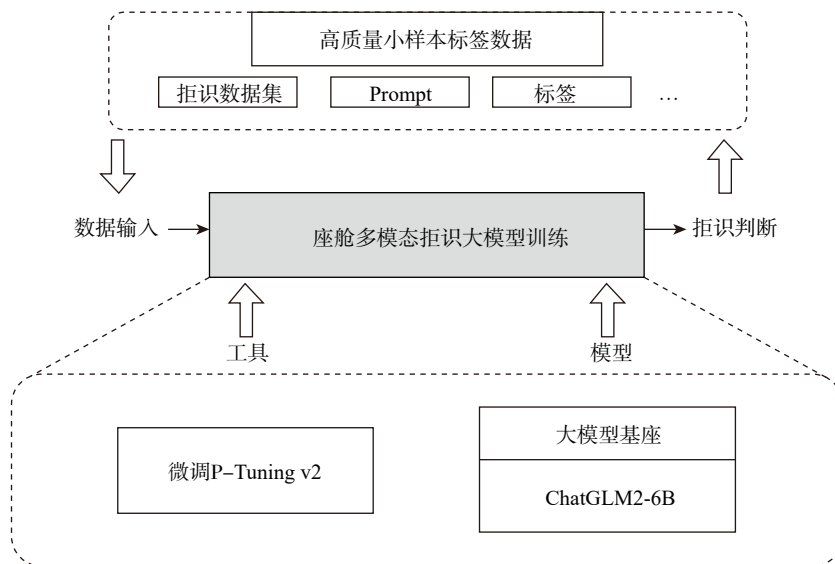 高质量小样本标签数据
拒识数据集
Prompt
标签
…
数据输入
座舱多模态拒识大模型训练
拒识判断
工具
模型
微调P–Tuning v2
大模型基座
ChatGLM2-6B